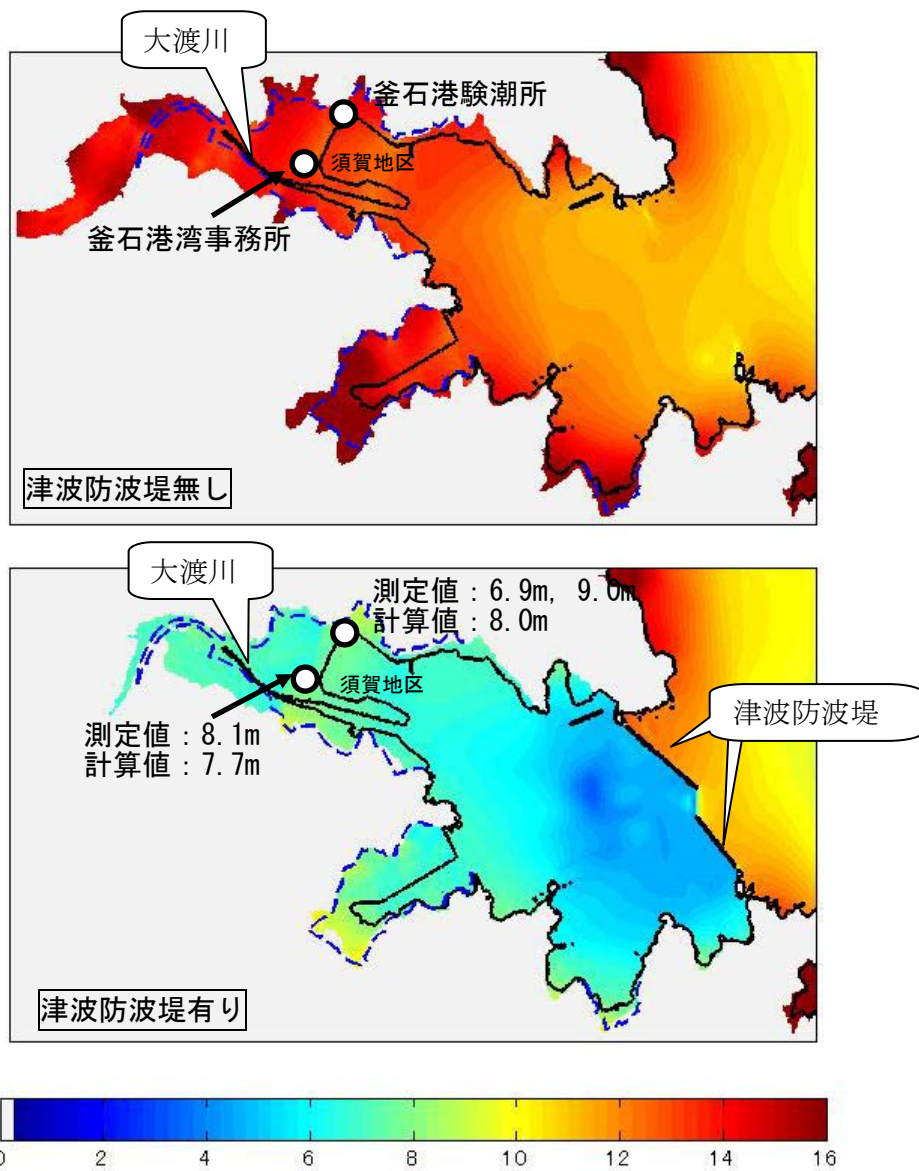 大渡川
釜石港験潮所
須賀地区
釜石港湾事務所
津波防波堤無し
大渡川
測定値：6.9m, 9.0m
計算値：8.0m
須賀地区
津波防波堤
測定値：8.1m
計算値：7.7m
津波防波堤有り
0 2 4 6 8 10 12 14 16